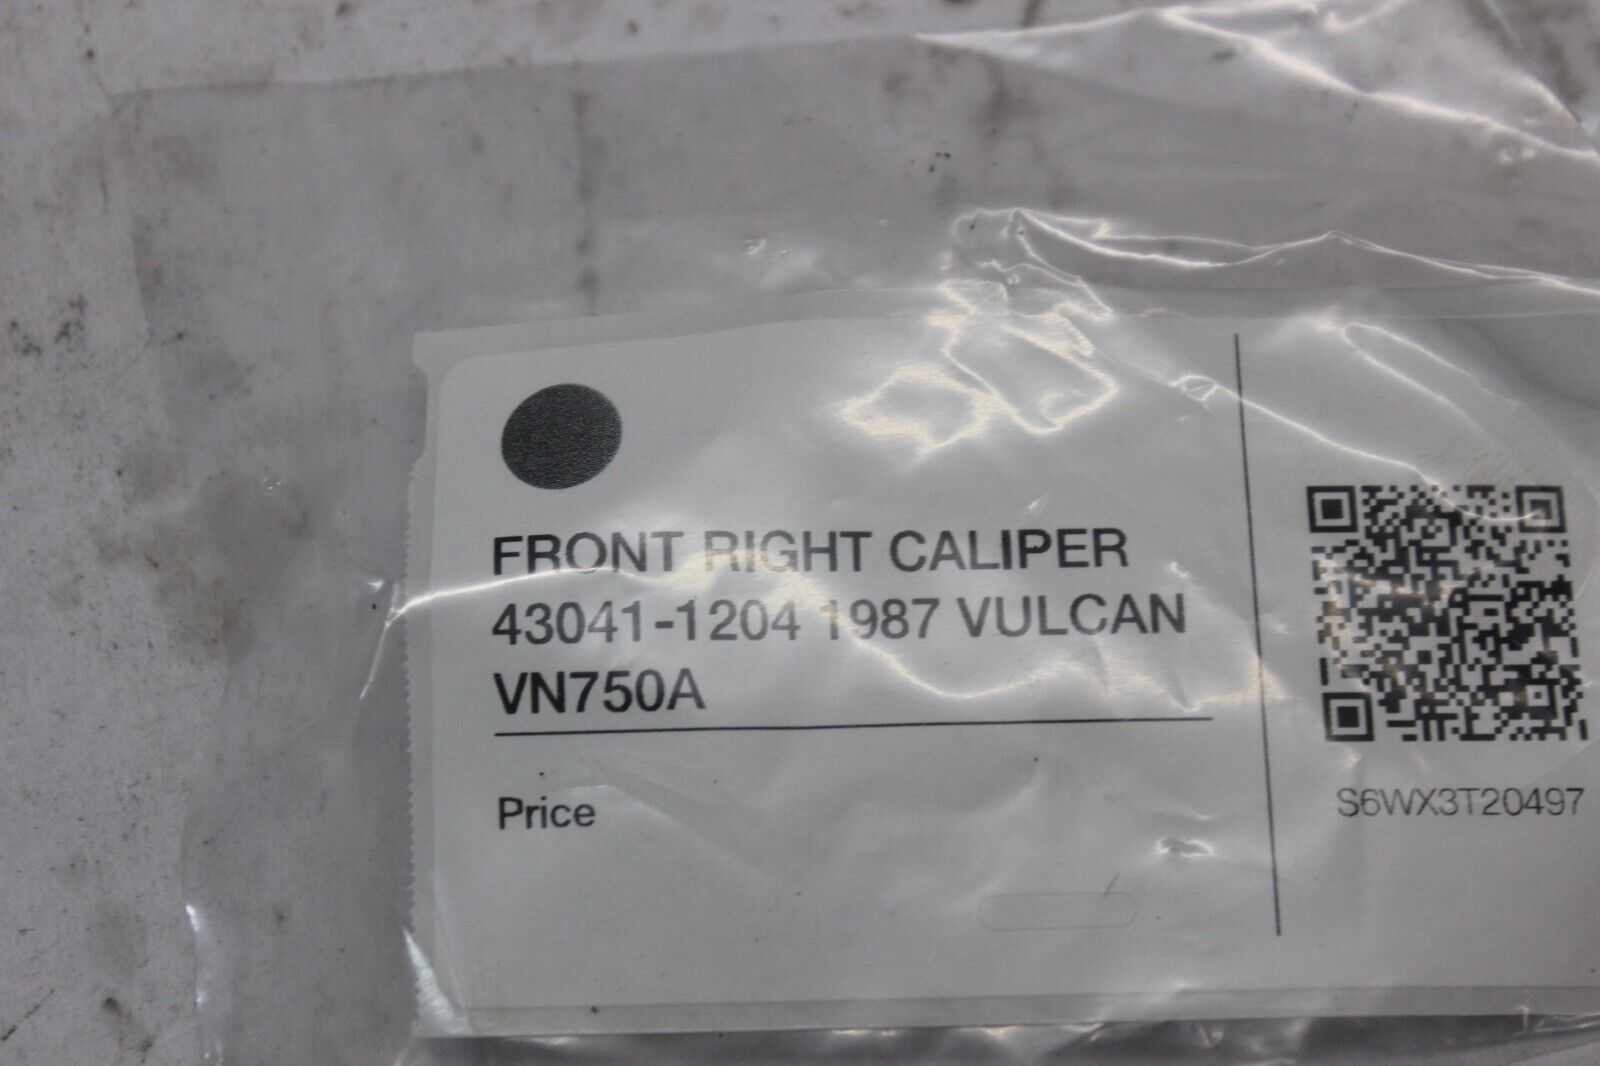 FRONT RIGHT CALIPER
43041-1204 1987 VULCAN
VN750A
Price
S6WX3T20497